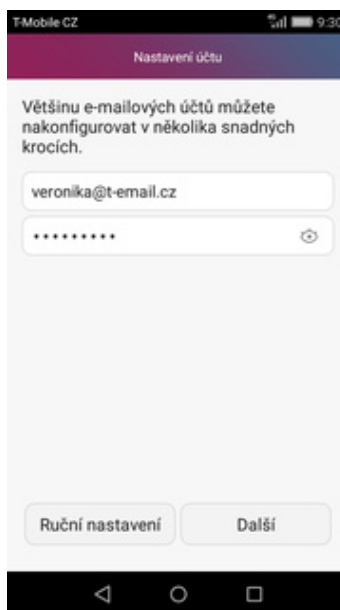 T-Mobile CZ 9:30
Nastavení účtu
Většinu e-mailových účtů můžete
nakonfigurovat v několika snadných
krocích.
veronika@t-email.cz
•••••••••
Ruční nastavení Další